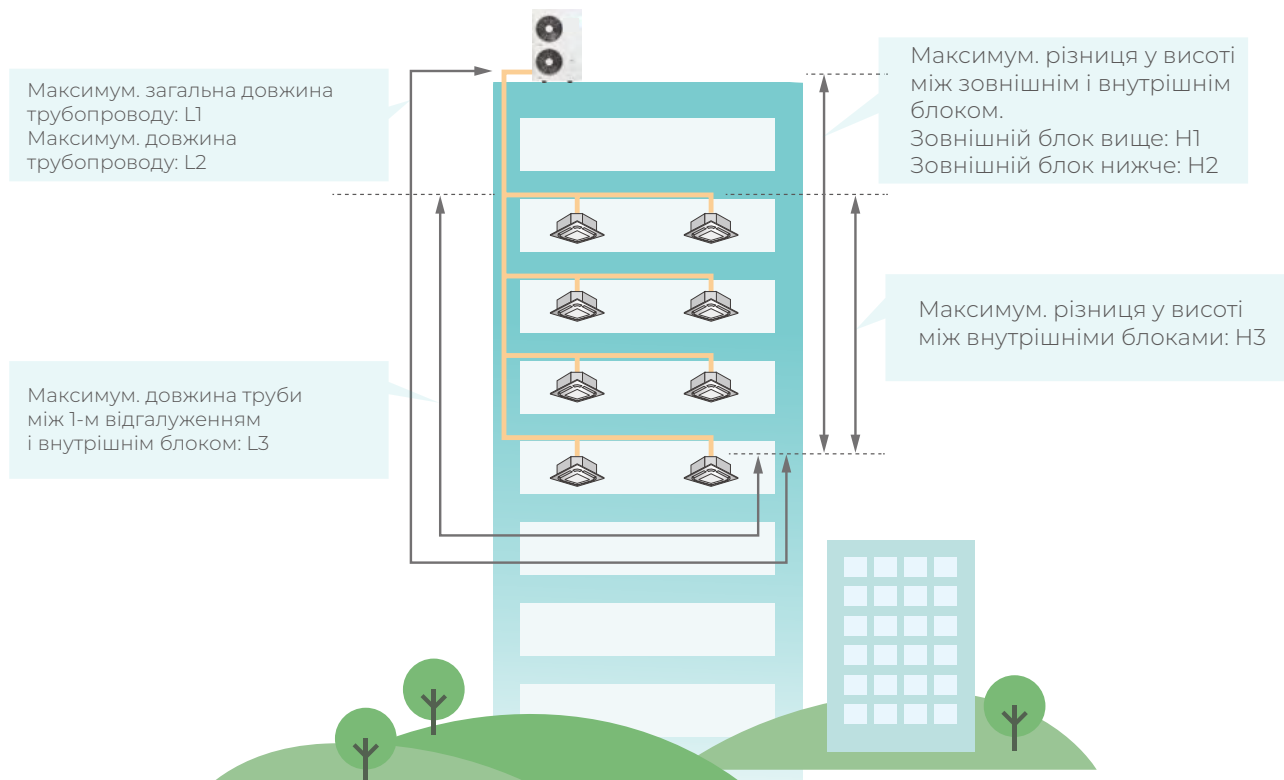 Максимум. загальна довжина
трубопроводу: L1
Максимум. довжина
трубопроводу: L2
Максимум. різниця у висоті
між зовнішнім і внутрішнім
блоком.
Зовнішній блок вище: H1
Зовнішній блок нижче: H2
Максимум. різниця у висоті
між внутрішніми блоками: H3
Максимум. довжина труби
між 1-м відгалуженням
і внутрішнім блоком: L3